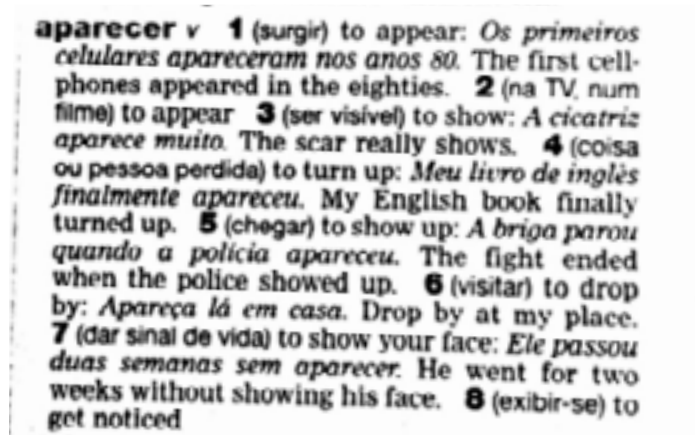 aparecer v 1 (surgir) to appear: Os primeiros
celulares apareceram nos anos 80. The first cell-
phones appeared in the eighties. 2 (na TV, num
filme) to appear 3 (ser visível) to show: A cicatriz
aparece muito. The scar really shows. 4 (coisa
ou pessoa perdida) to turn up: Meu livro de inglês
finalmente apareceu. My English book finally
turned up. 5 (chegar) to show up: A briga parou
quando a polícia apareceu. The fight ended
when the police showed up. 6 (visitar) to drop
by: Apareça lá em casa. Drop by at my place.
7 (dar sinal de vida) to show your face: Ele passou
duas semanas sem aparecer. He went for two
weeks without showing his face. 8 (exibir-se) to
get noticed